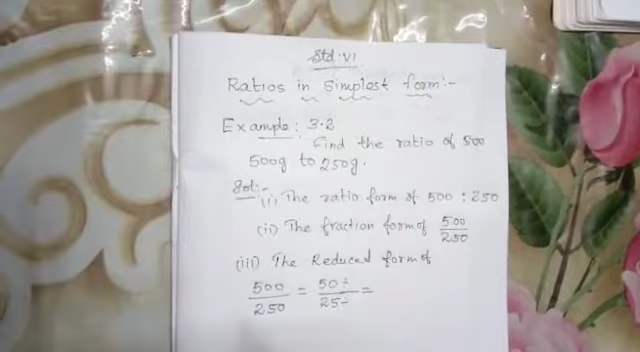 Std:VI
Ratios in Simplest form:-
Example: 3.2
Find the ratio of 500
500g to 250g.
Sol:-
(i) The ratio form of 500 : 250
(ii) The fraction form of 500/250
(iii) The Reduced form of
500/250 = 50÷/25÷ =